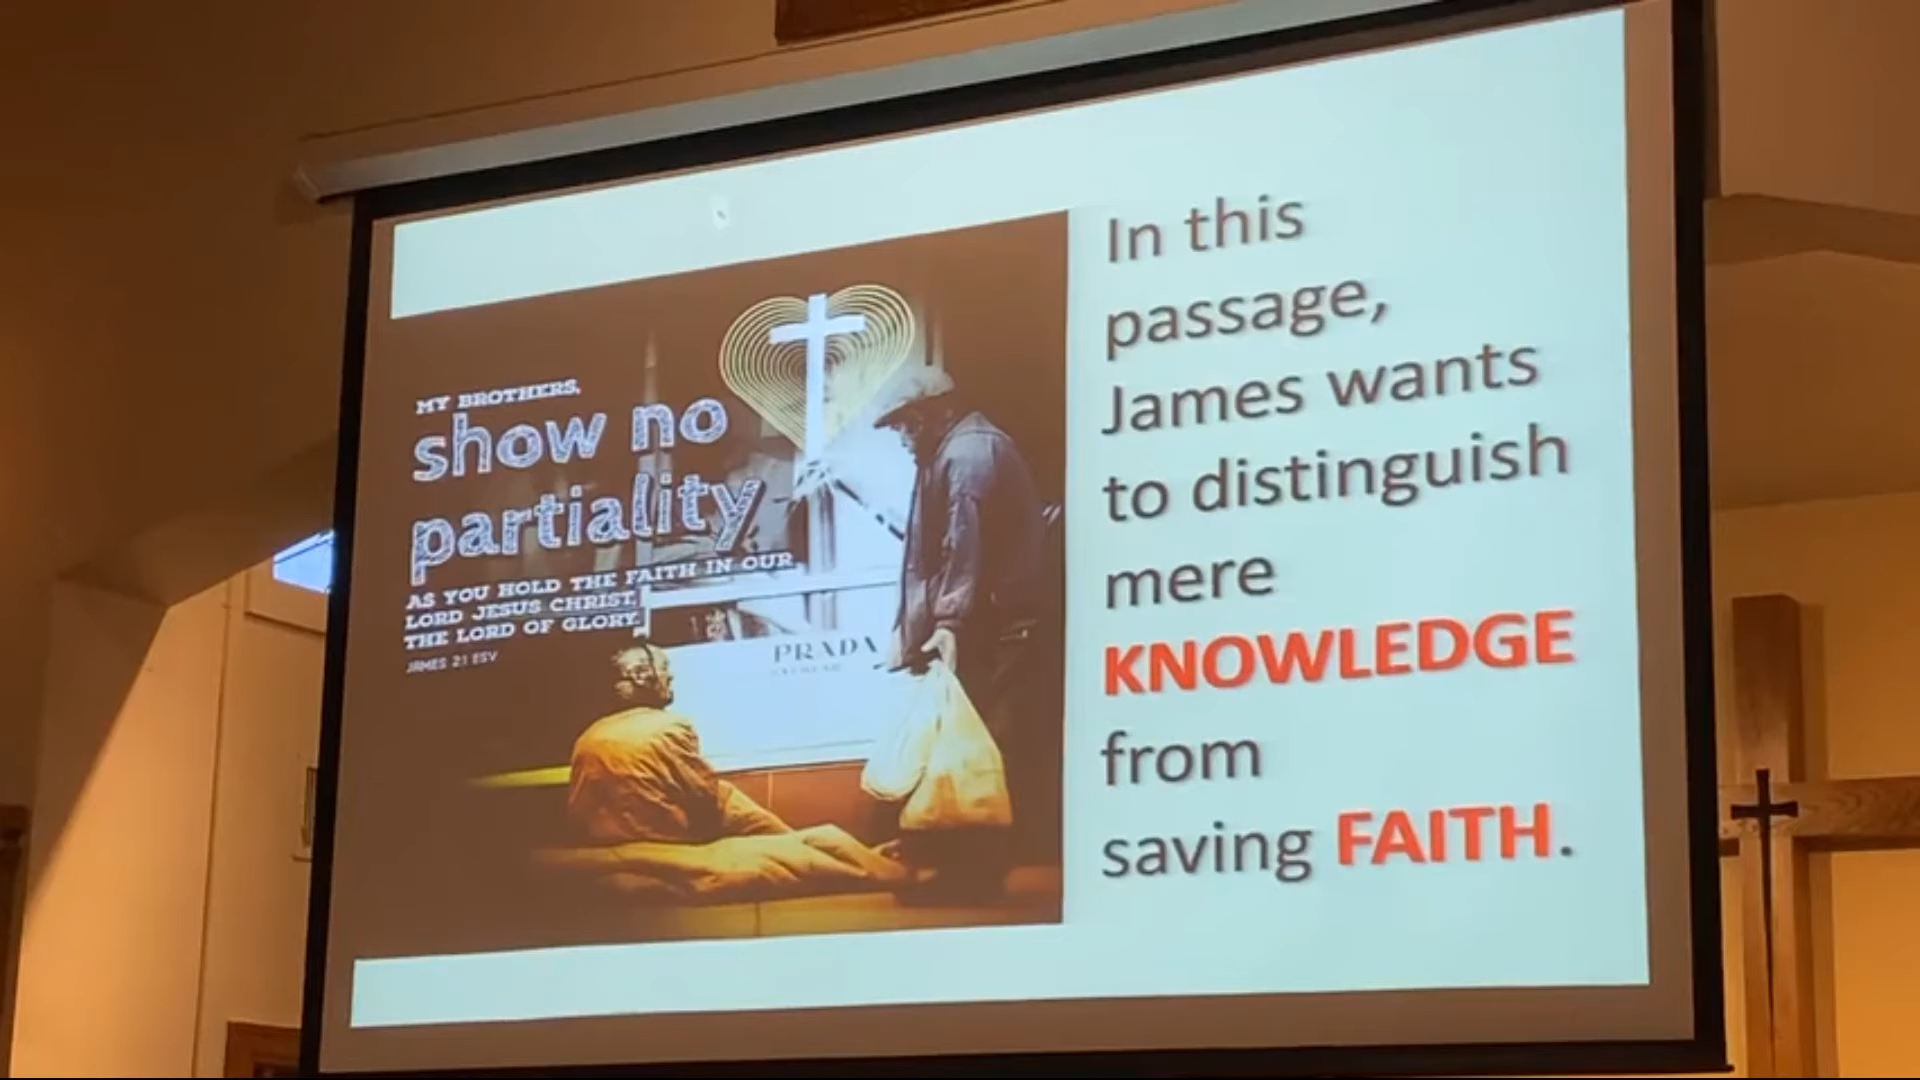 MY BROTHERS,
show no
partiality
AS YOU HOLD THE FAITH IN OUR
LORD JESUS CHRIST,
THE LORD OF GLORY.
JAMES 2:1 ESV
PRADA
In this
passage,
James wants
to distinguish
mere
KNOWLEDGE
from
saving FAITH.